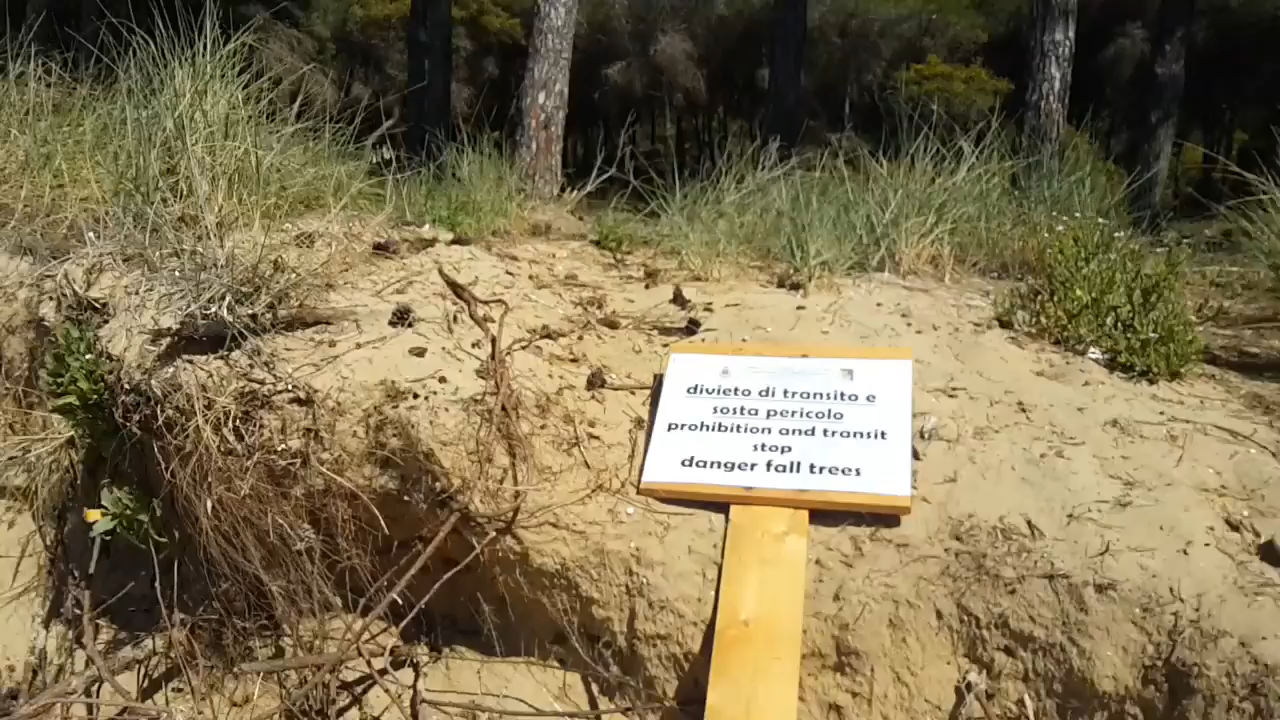 divieto di transito e
sosta pericolo
prohibition and transit
stop
danger fall trees